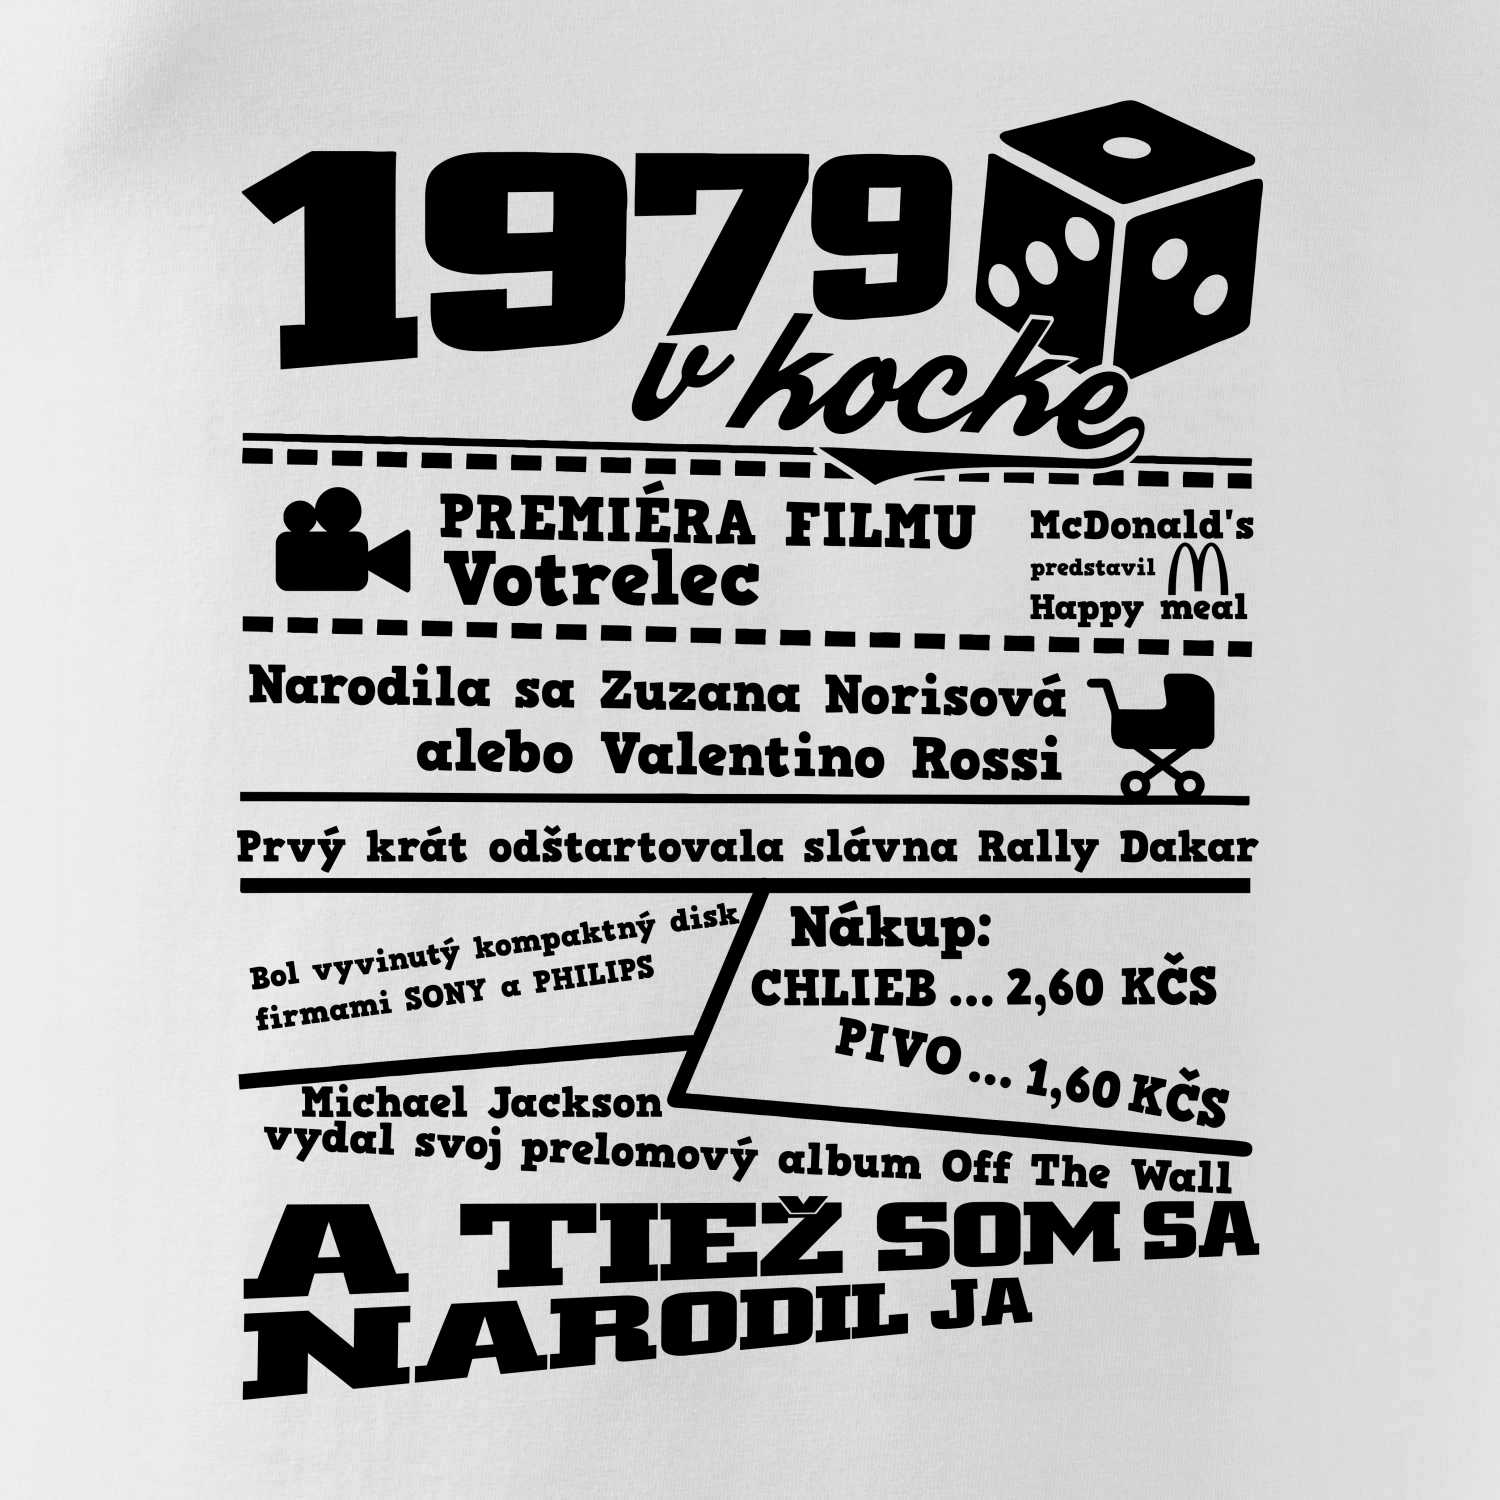 1979
v kocke
PREMIÉRA FILMU
Votrelec
McDonald's
predstavil
Happy meal
Narodila sa Zuzana Norisová
alebo Valentino Rossi
Prvý krát odštartovala slávna Rally Dakar
Bol vyvinutý kompaktný disk
firmami SONY a PHILIPS
Nákup:
CHLIEB ... 2,60 KČS
PIVO ... 1,60 KČS
Michael Jackson
vydal svoj prelomový album Off The Wall
A TIEŽ SOM SA
NARODIL JA